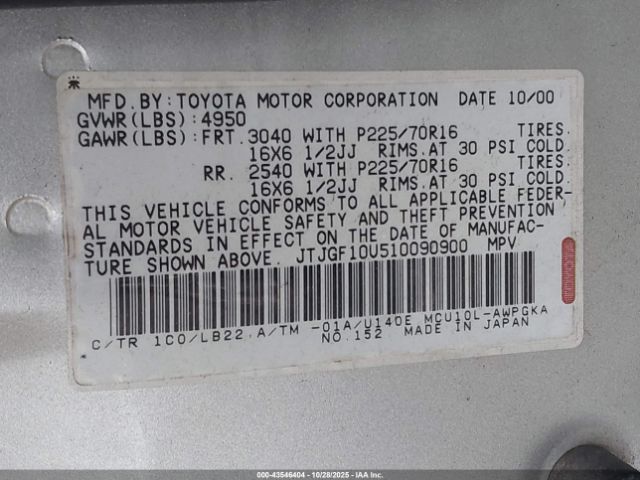 MFD. BY: TOYOTA MOTOR CORPORATION DATE 10/00
GVWR(LBS):4950
GAWR(LBS):FRT. 3040 WITH P225/70R16 TIRES.
16X6 1/2JJ RIMS.AT 30 PSI COLD.
RR. 2540 WITH P225/70R16 TIRES.
16X6 1/2JJ RIMS.AT 30 PSI COLD.
THIS VEHICLE CONFORMS TO ALL APPLICABLE FEDER-
AL MOTOR VEHICLE SAFETY AND THEFT PREVENTION
STANDARDS IN EFFECT ON THE DATE OF MANUFAC-
TURE SHOWN ABOVE. JTJGF10U510090900 MPV
TOYOTA
C/TR 1C0/LB22.A/TM -01A/U140E MCU10L-AWPGKA
NO.152 MADE IN JAPAN
000-43546404 | 10/28/2025 | IAAI.COM